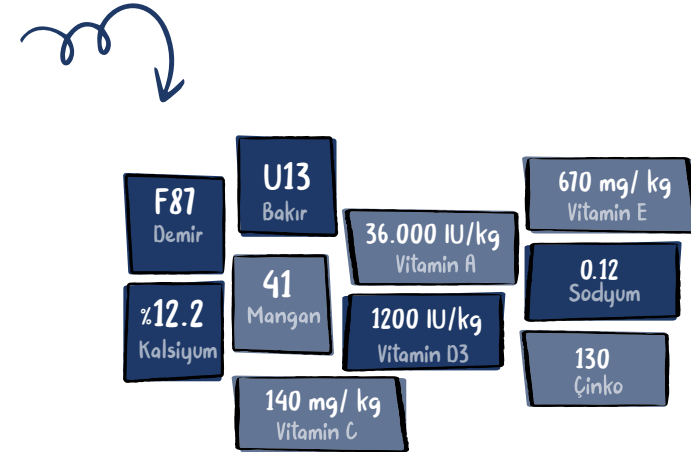 F87
Demir
%12.2
Kalsiyum
U13
Bakır
41
Mangan
140 mg/ kg
Vitamin C
36.000 IU/kg
Vitamin A
1200 IU/kg
Vitamin D3
670 mg/ kg
Vitamin E
0.12
Sodyum
130
Çinko